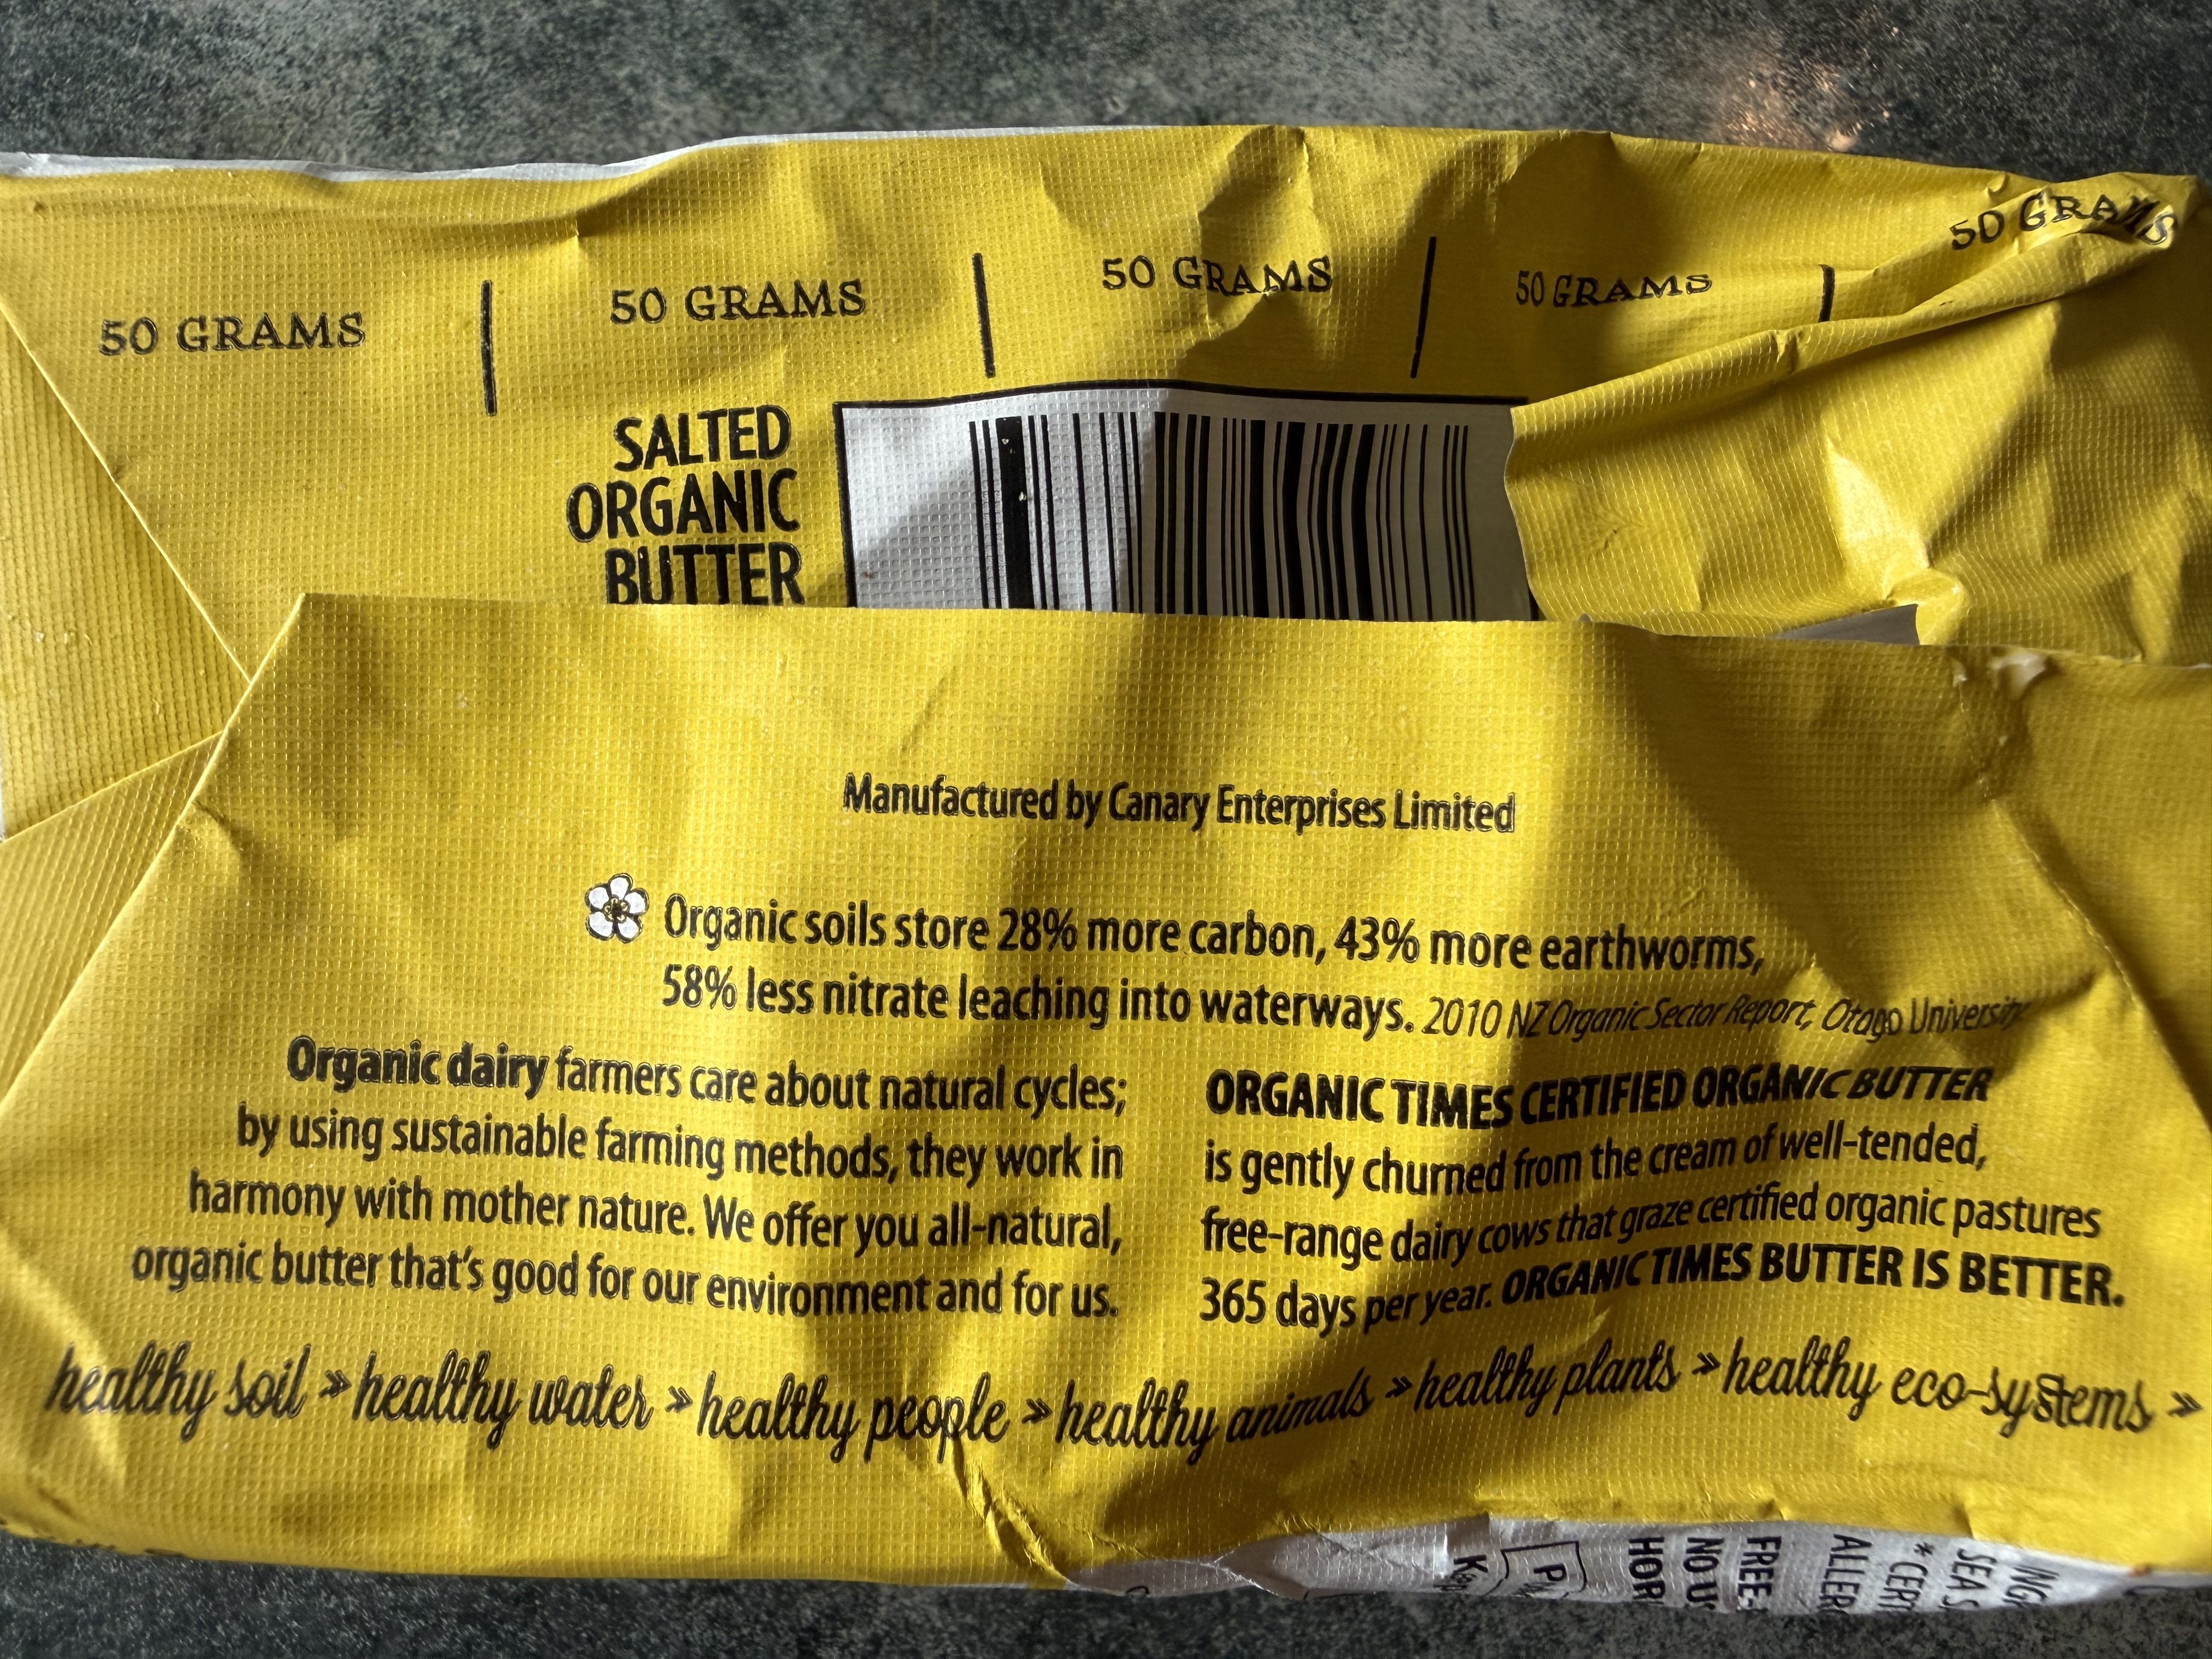 50 GRAMS | 50 GRAMS | 50 GRAMS | 50 GRAMS | 50 GRAMS
SALTED
ORGANIC
BUTTER
Manufactured by Canary Enterprises Limited
Organic soils store 28% more carbon, 43% more earthworms,
58% less nitrate leaching into waterways. 2010 NZ Organic Sector Report, Otago University
Organic dairy farmers care about natural cycles;
by using sustainable farming methods, they work in
harmony with mother nature. We offer you all-natural,
organic butter that's good for our environment and for us.
ORGANIC TIMES CERTIFIED ORGANIC BUTTER
is gently churned from the cream of well-tended,
free-range dairy cows that graze certified organic pastures
365 days per year. ORGANIC TIMES BUTTER IS BETTER.
healthy soil » healthy water » healthy people » healthy animals » healthy plants » healthy eco-systems »
SEA
FREE-
NO